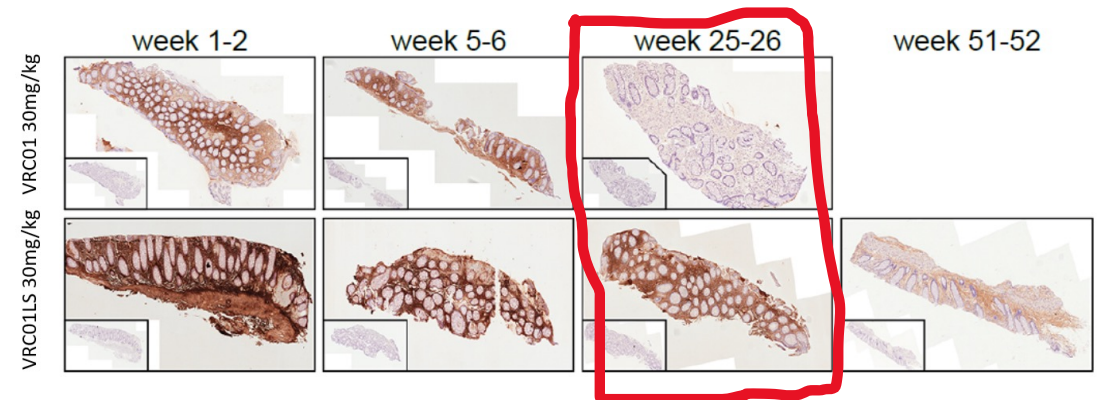 week 1-2
week 5-6
week 25-26
week 51-52
VRC01 30mg/kg
VRC01LS 30mg/kg